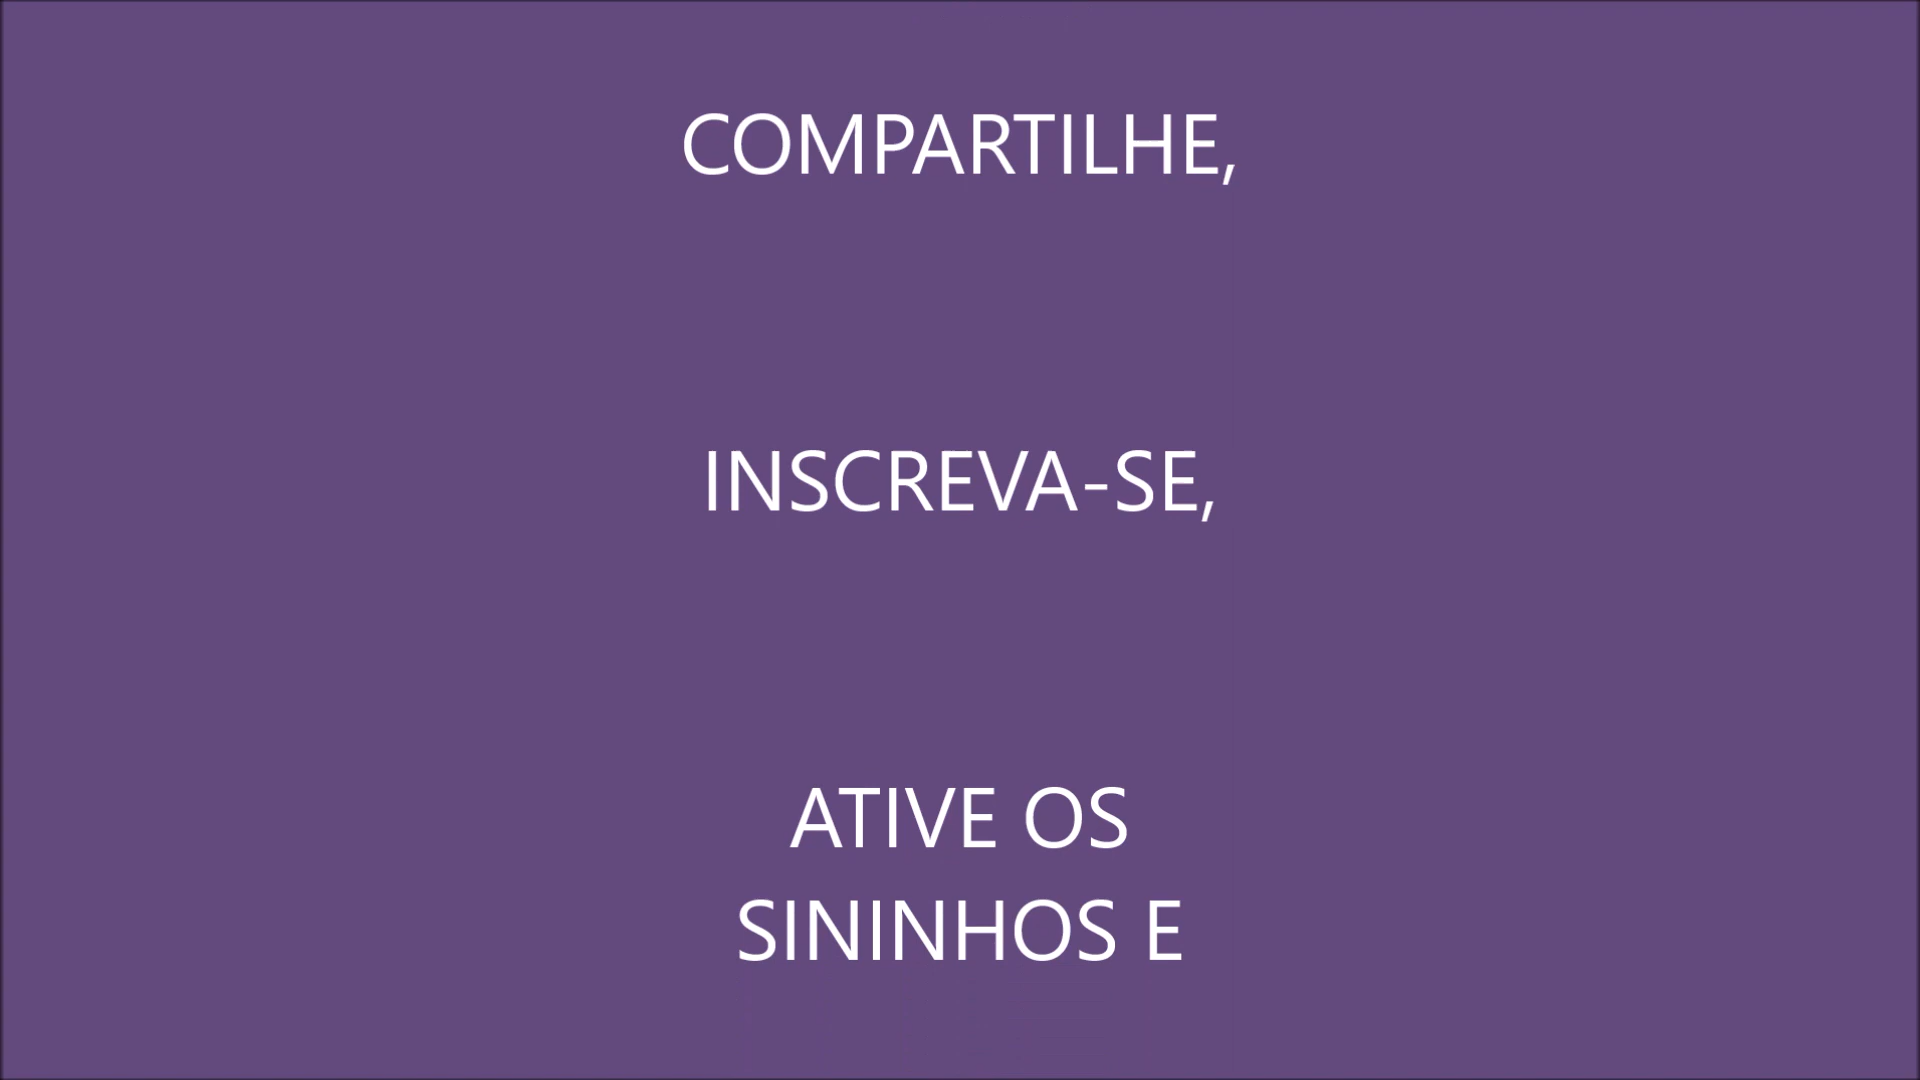 COMPARTILHE,
INSCREVA-SE,
ATIVE OS
SININHOS E